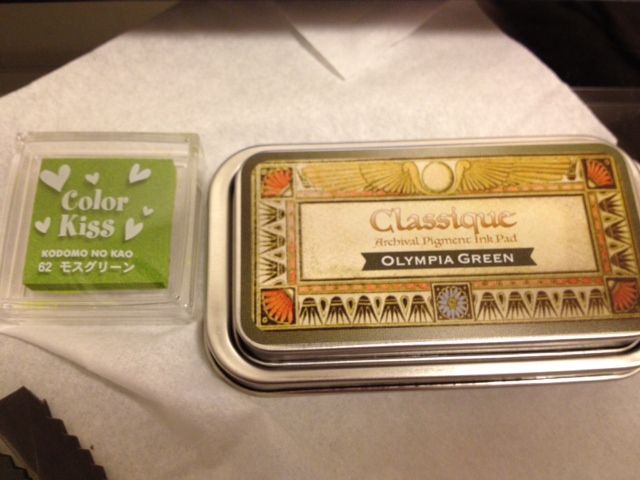 Color
Kiss
KODOMO NO KAO
62 モスグリーン
Classique
Archival Pigment Ink Pad
OLYMPIA GREEN